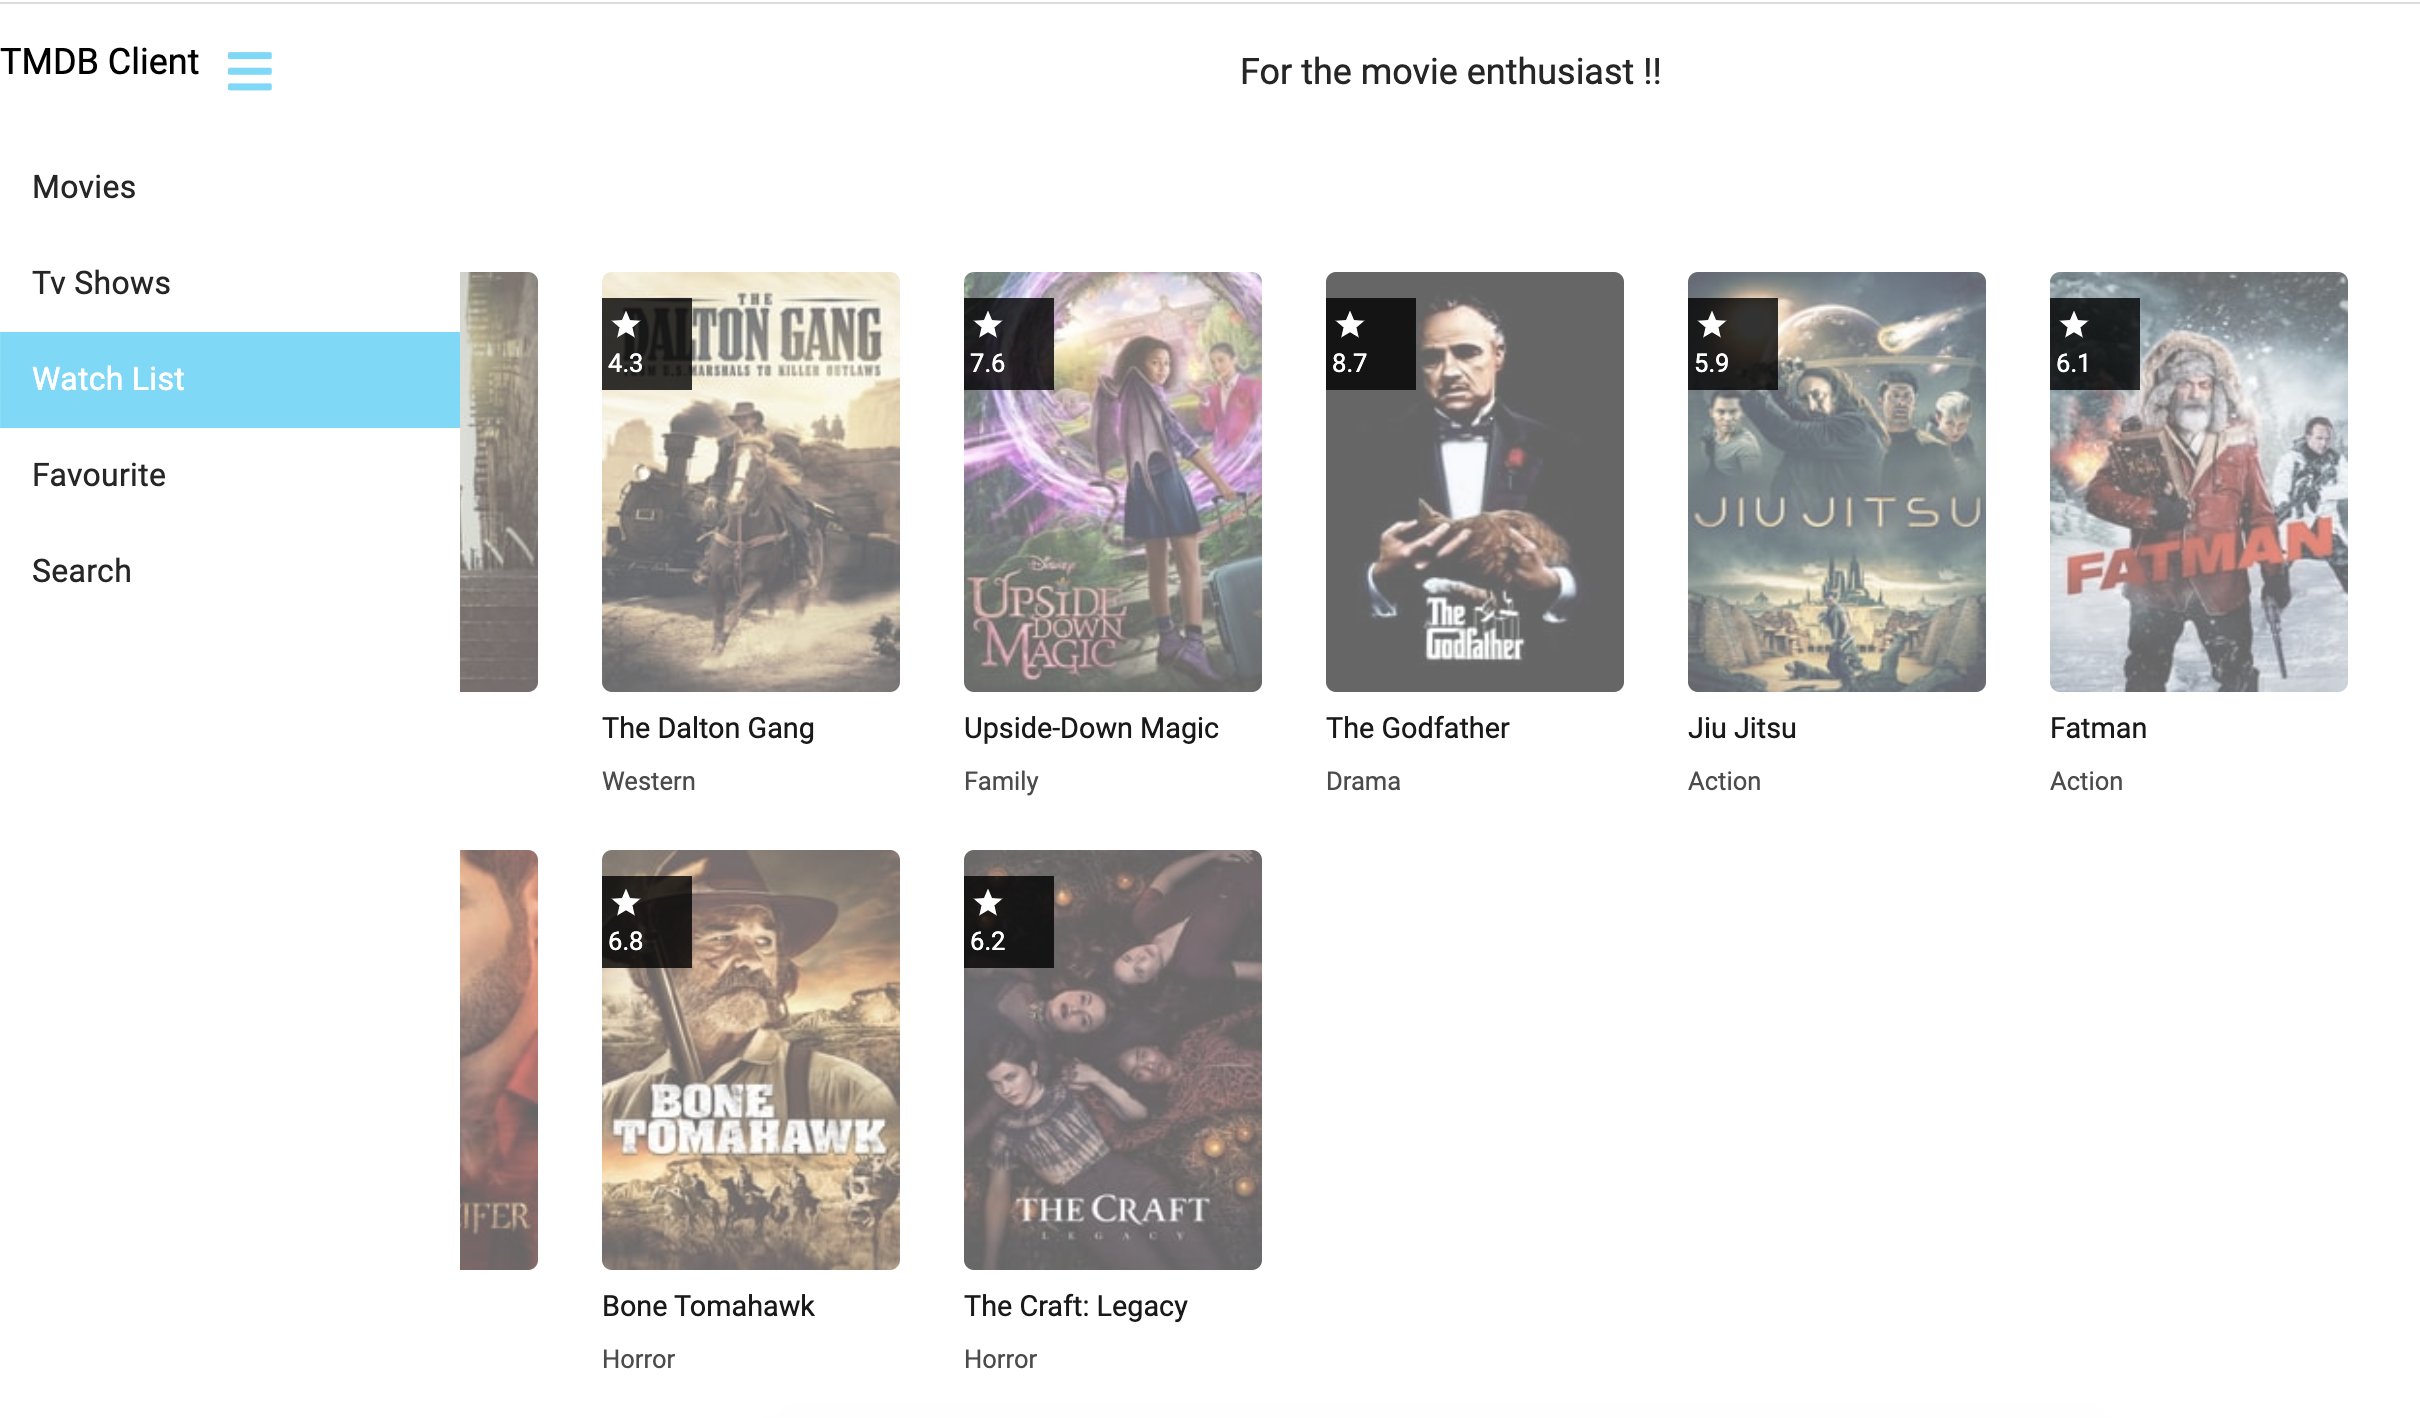 TMDB Client
For the movie enthusiast !!
Movies
Tv Shows
Watch List
Favourite
Search
4.3
THE
DALTON GANG
U.S. MARSHALS TO KILLER OUTLAWS
7.6
Disney
UPSIDE
DOWN
MAGIC
8.7
The
Godfather
5.9
JIU JITSU
6.1
FATMAN
The Dalton Gang
Upside-Down Magic
The Godfather
Jiu Jitsu
Fatman
Western
Family
Drama
Action
Action
IFER
6.8
BONE
TOMAHAWK
6.2
THE CRAFT
LEGACY
Bone Tomahawk
The Craft: Legacy
Horror
Horror